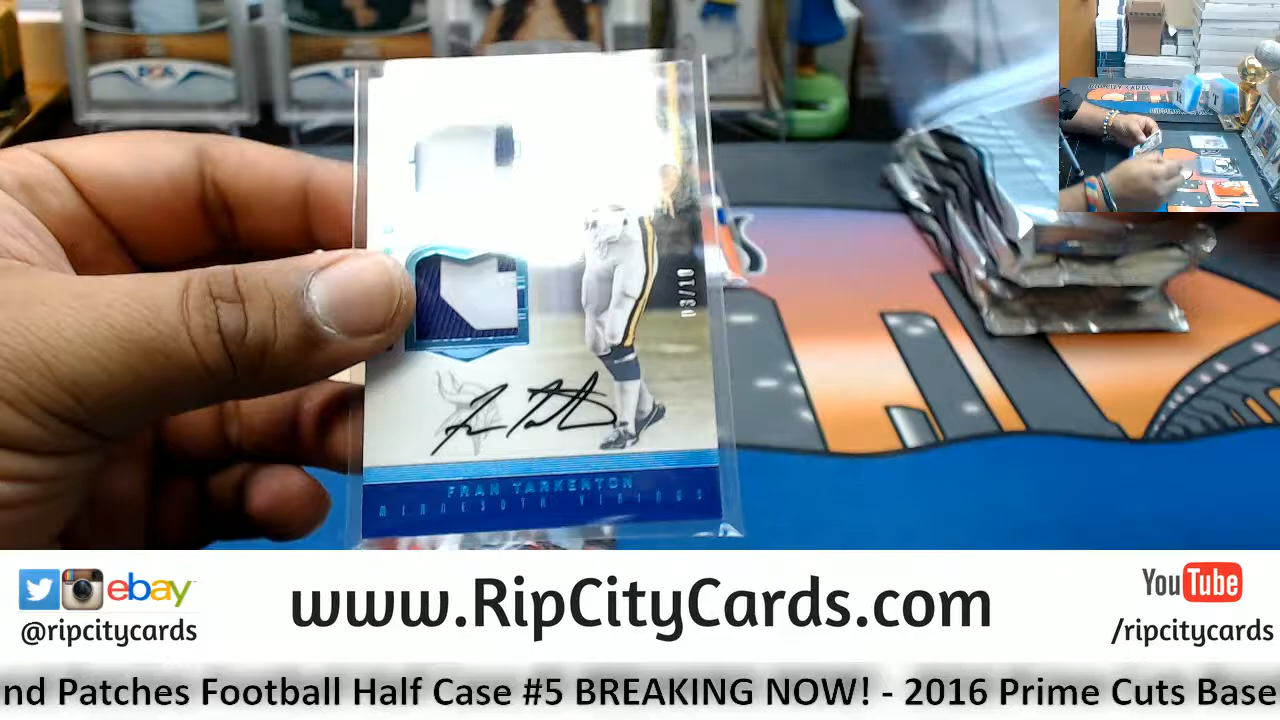 03/10
FRAN TARKENTON
MINNESOTA VIKINGS
ebay
@ripcitycards
www.RipCityCards.com
YouTube
/ripcitycards
nd Patches Football Half Case #5 BREAKING NOW! - 2016 Prime Cuts Base